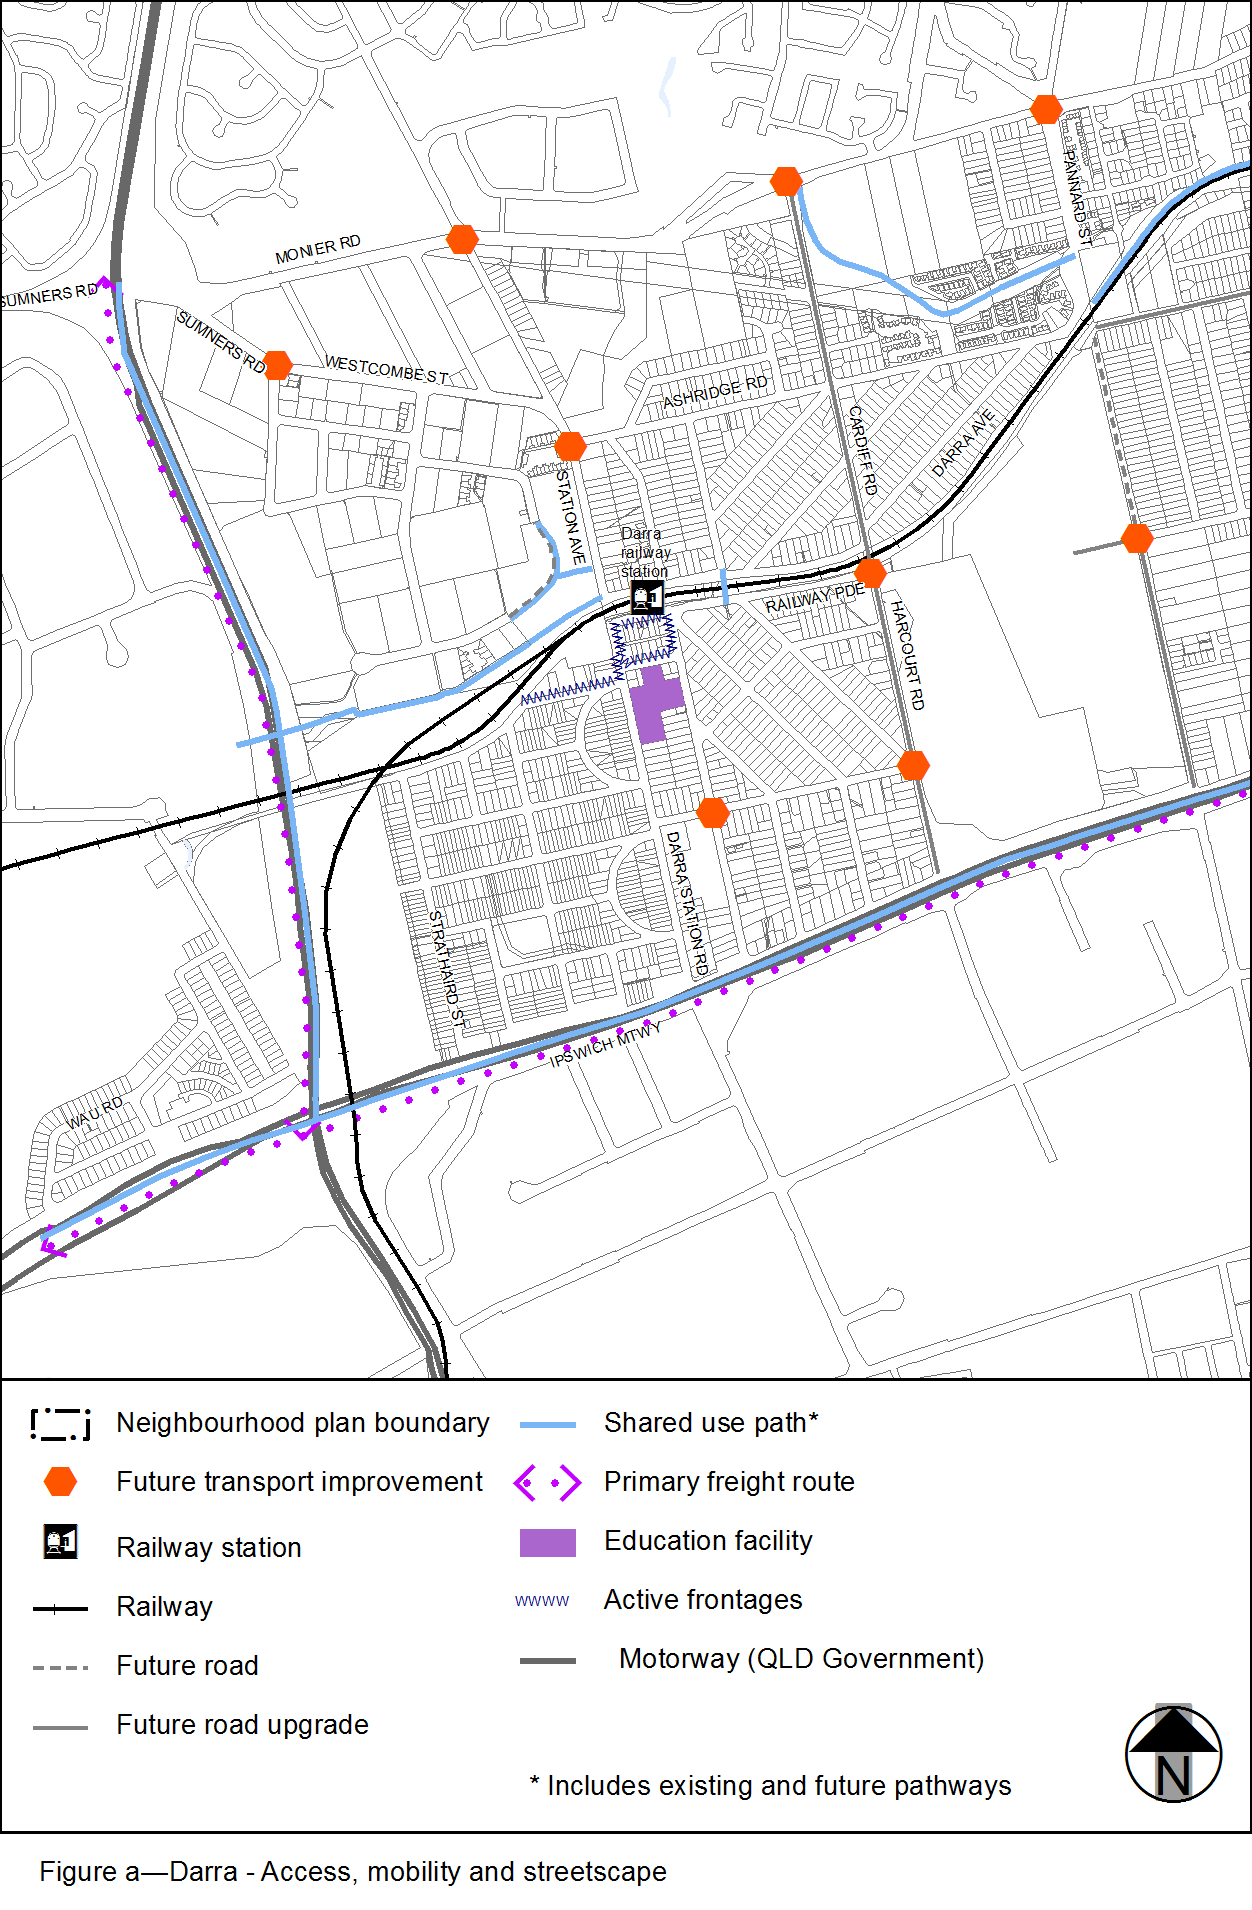 PANNARD ST
MONIER RD
SUMNERS RD
SUMNERS RD
WESTCOMBE ST
ASHRIDGE RD
CARDIFF RD
DARRA AVE
STATION AVE
Darra
railway
station
RAILWAY PDE
HARCOURT RD
DARRA STATION RD
STRATHAIRD ST
IPSWICH MTWY
WAU RD
Neighbourhood plan boundary
Shared use path*
Future transport improvement
Primary freight route
Railway station
Education facility
Railway
Active frontages
Future road
Motorway (QLD Government)
Future road upgrade
N
* Includes existing and future pathways
Figure a—Darra - Access, mobility and streetscape